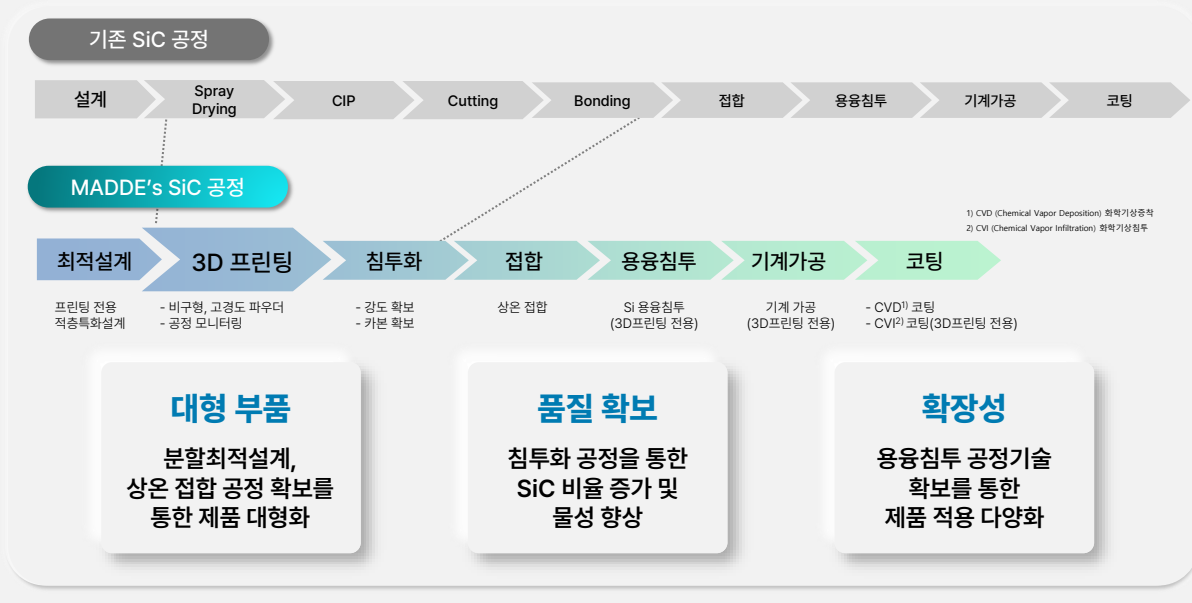 기존 SiC 공정
설계
Spray
Drying
CIP
Cutting
Bonding
접합
용융침투
기계가공
코팅
MADDE's SiC 공정
1) CVD (Chemical Vapor Deposition) 화학기상증착
2) CVI (Chemical Vapor Infiltration) 화학기상침투
최적설계
3D 프린팅
침투화
접합
용융침투
기계가공
코팅
프린팅 전용
적층특화설계
- 비구형, 고경도 파우더
- 공정 모니터링
- 강도 확보
- 카본 확보
상온 접합
Si 용융침투
(3D프린팅 전용)
기계 가공
(3D프린팅 전용)
- CVD1) 코팅
- CVI2) 코팅(3D프린팅 전용)
대형 부품
분할최적설계,
상온 접합 공정 확보를
통한 제품 대형화
품질 확보
침투화 공정을 통한
SiC 비율 증가 및
물성 향상
확장성
용융침투 공정기술
확보를 통한
제품 적용 다양화